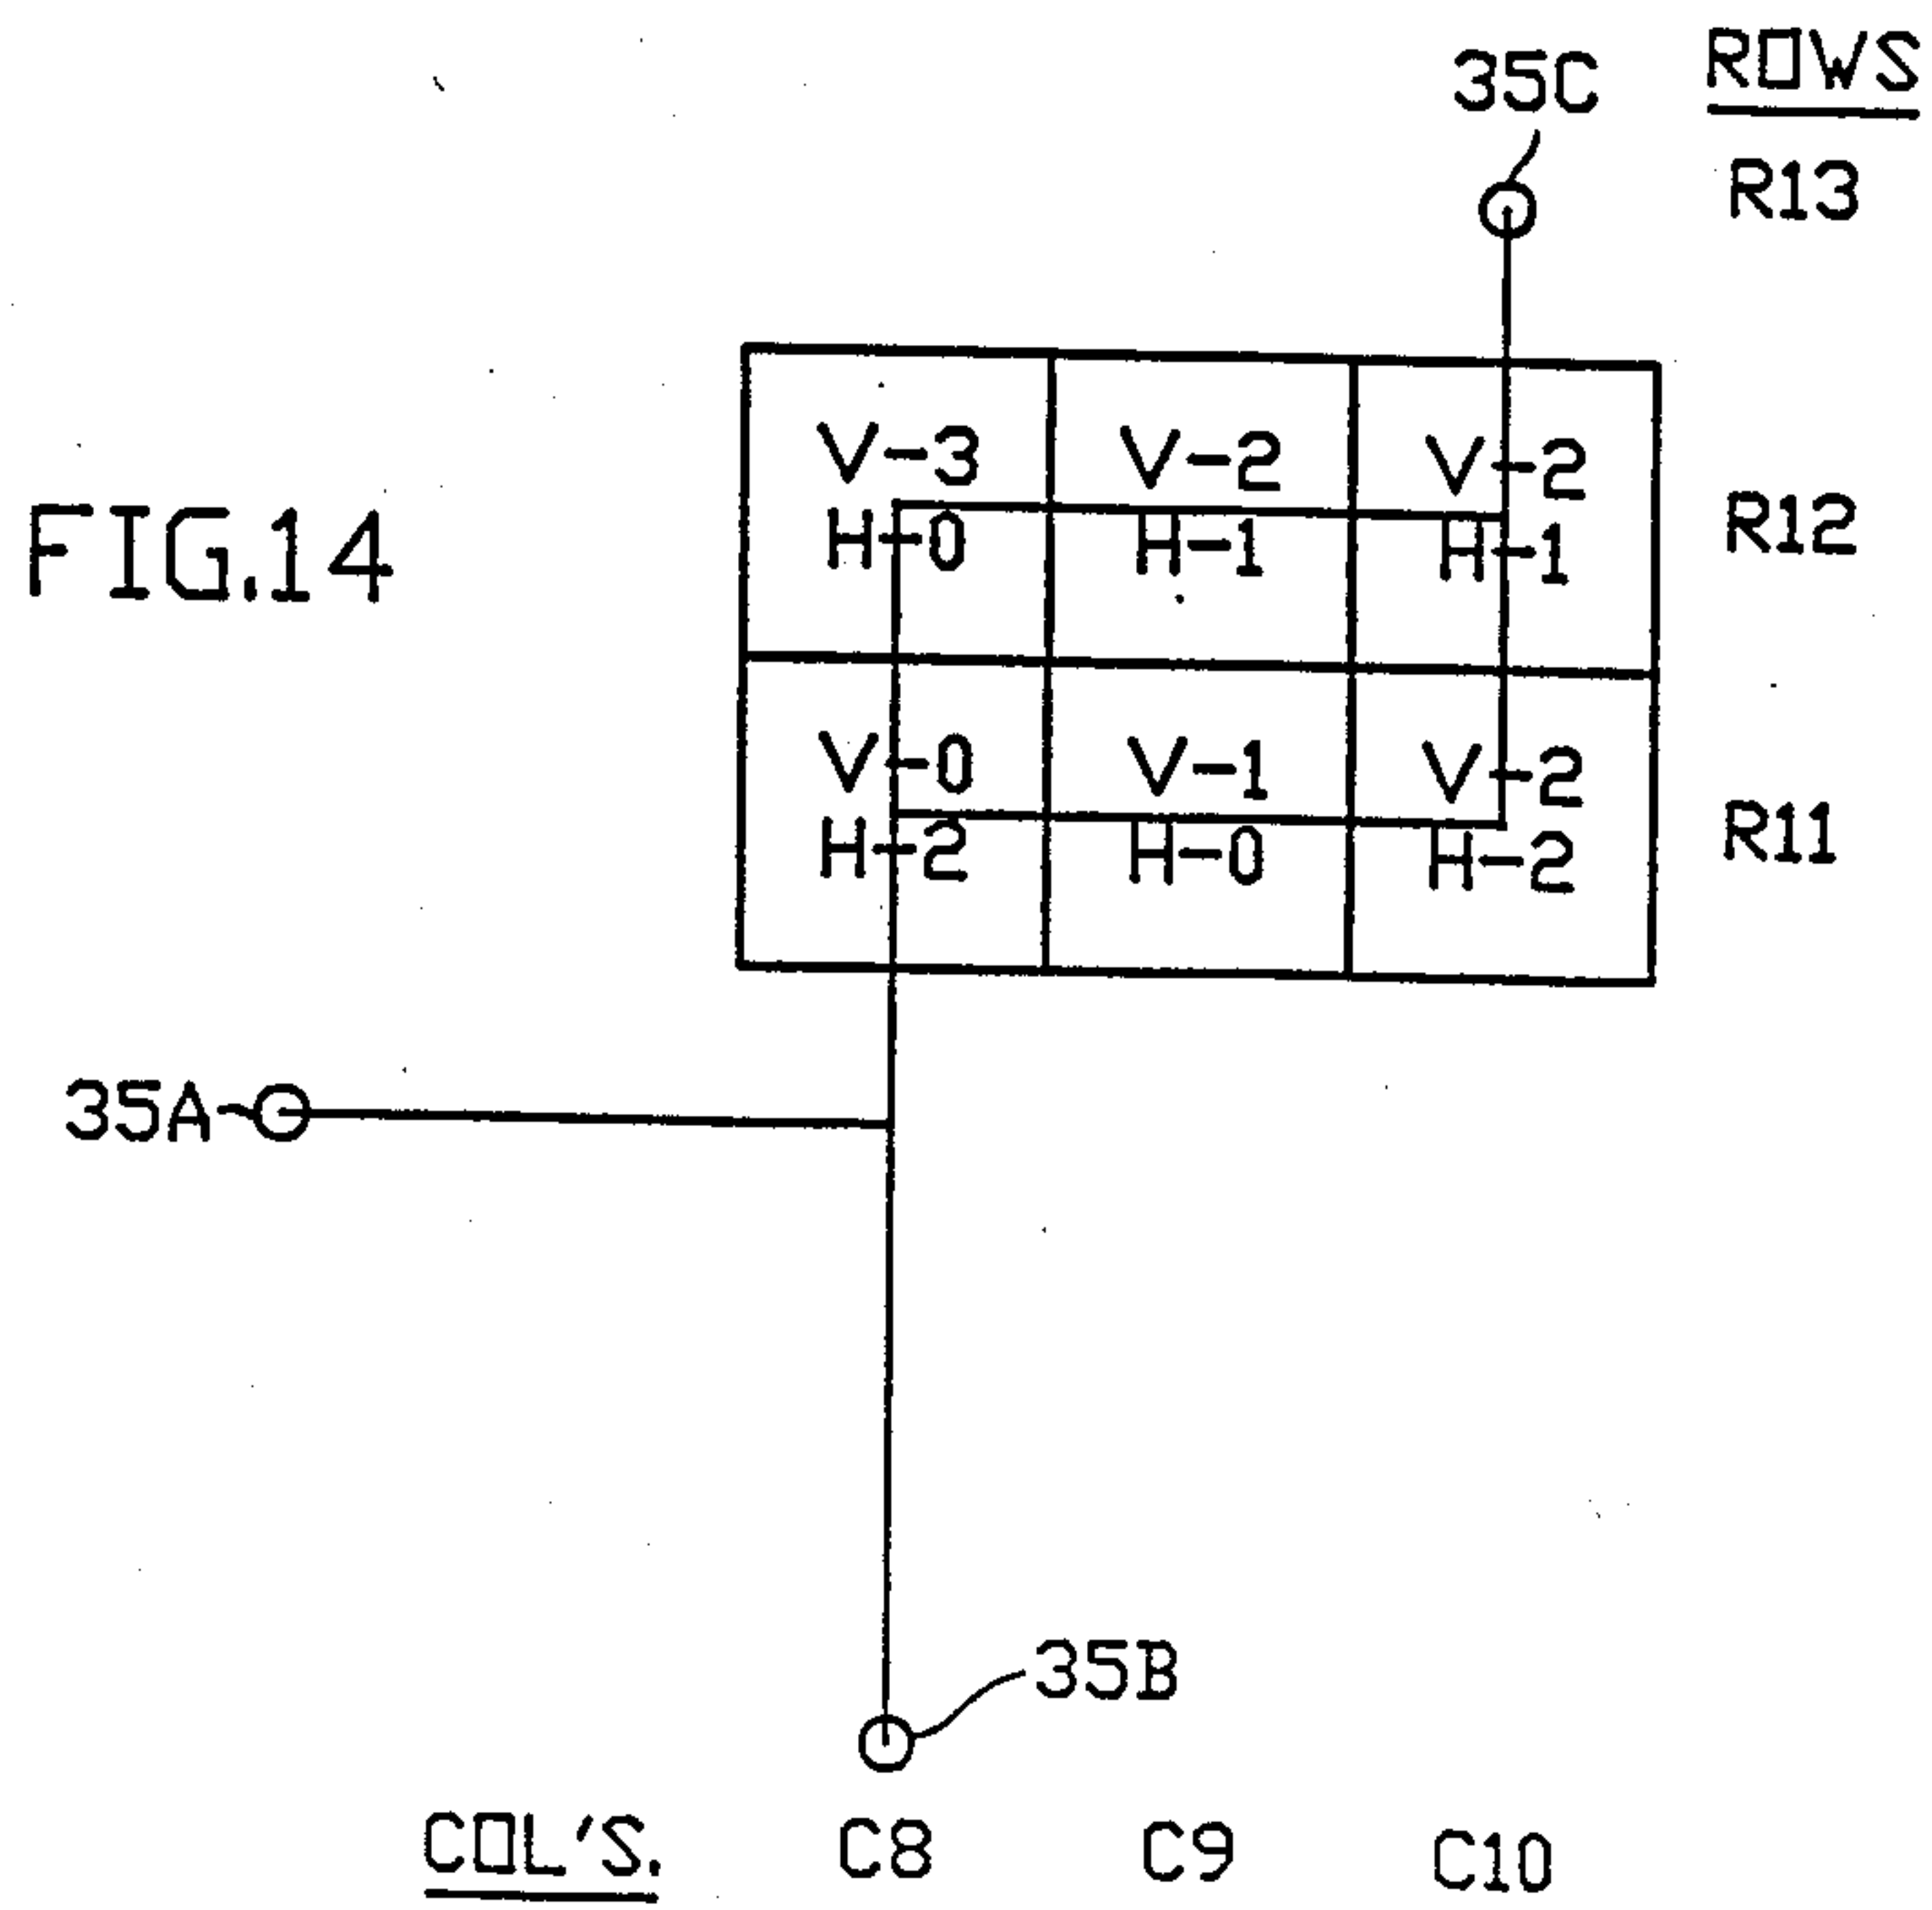 35C ROWS
R13
V-3 V-2 V-2
FIG.14 H-0 H-1 H-1 R12
V-0 V-1 V-2
H-2 H-0 H-2 R11
35A
35B
COL'S. C8 C9 C10